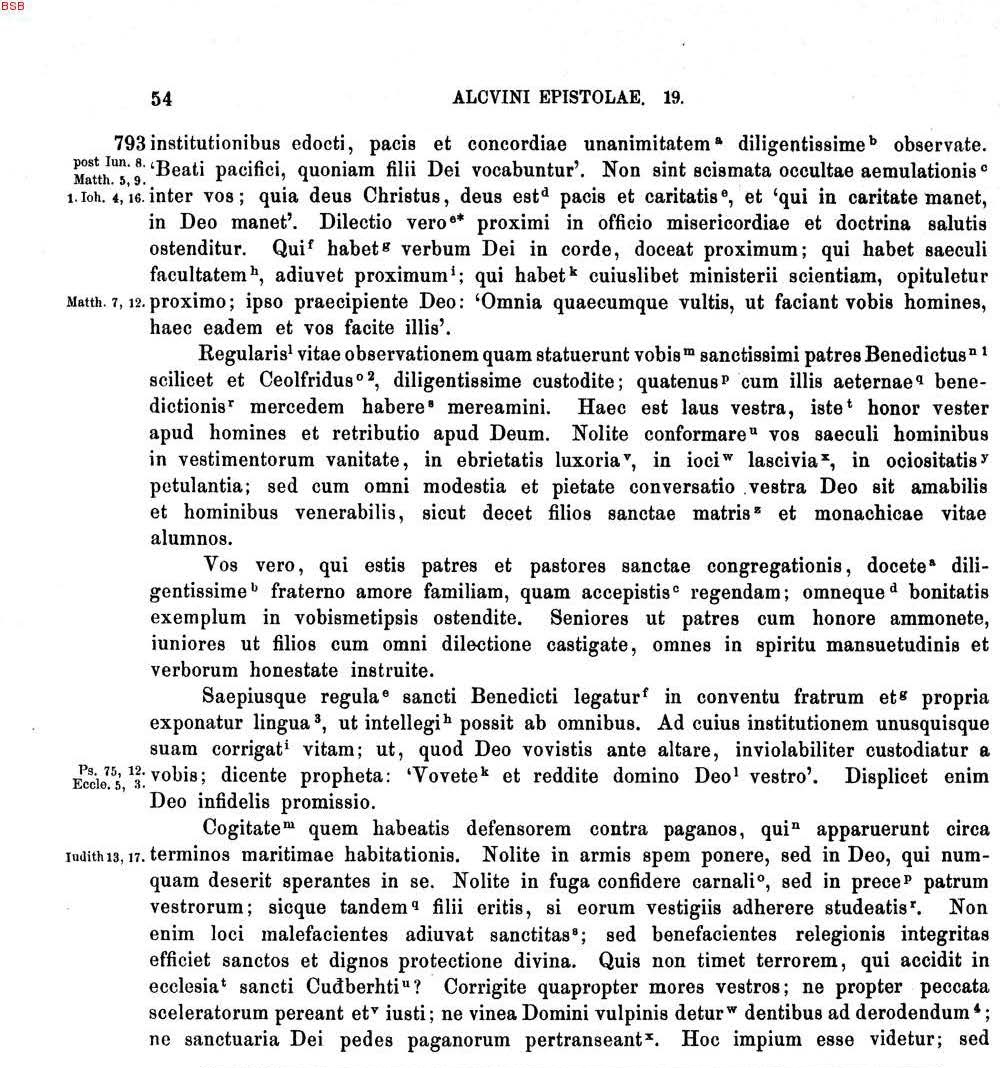 BSB
54 ALCVINI EPISTOLAE. 19.
793 institutionibus edocti, pacis et concordiae unanimitatem a diligentissime b observate.
post Iun. 8.
Matth. 5, 9. ‘Beati pacifici, quoniam filii Dei vocabuntur’. Non sint scismata occultae aemulationis c
1. Ioh. 4, 16. inter vos; quia deus Christus, deus est d pacis et caritatis e, et ‘qui in caritate manet,
in Deo manet’. Dilectio vero e* proximi in officio misericordiae et doctrina salutis
ostenditur. Qui f habet g verbum Dei in corde, doceat proximum; qui habet saeculi
facultatem h, adiuvet proximum i; qui habet k cuiuslibet ministerii scientiam, opituletur
Matth. 7, 12. proximo; ipso praecipiente Deo: ‘Omnia quaecumque vultis, ut faciant vobis homines,
haec eadem et vos facite illis’.
Regularis l vitae observationem quam statuerunt vobis m sanctissimi patres Benedictus n 1
scilicet et Ceolfridus o 2, diligentissime custodite; quatenus p cum illis aeternae q bene-
dictionis r mercedem habere s mereamini. Haec est laus vestra, iste t honor vester
apud homines et retributio apud Deum. Nolite conformare u vos saeculi hominibus
in vestimentorum vanitate, in ebrietatis luxoria v, in ioci w lascivia x, in ociositatis y
petulantia; sed cum omni modestia et pietate conversatio vestra Deo sit amabilis
et hominibus venerabilis, sicut decet filios sanctae matris z et monachicae vitae
alumnos.
Vos vero, qui estis patres et pastores sanctae congregationis, docete a dili-
gentissime b fraterno amore familiam, quam accepistis c regendam; omneque d bonitatis
exemplum in vobismetipsis ostendite. Seniores ut patres cum honore ammonete,
iuniores ut filios cum omni dilectione castigate, omnes in spiritu mansuetudinis et
verborum honestate instruite.
Saepiusque regula e sancti Benedicti legatur f in conventu fratrum et g propria
exponatur lingua 3, ut intellegi h possit ab omnibus. Ad cuius institutionem unusquisque
suam corrigat i vitam; ut, quod Deo vovistis ante altare, inviolabiliter custodiatur a
Ps. 75, 12.
Eccle. 5, 3. vobis; dicente propheta: ‘Vovete k et reddite domino Deo l vestro’. Displicet enim
Deo infidelis promissio.
Cogitate m quem habeatis defensorem contra paganos, qui n apparuerunt circa
Iudith 13, 17. terminos maritimae habitationis. Nolite in armis spem ponere, sed in Deo, qui num-
quam deserit sperantes in se. Nolite in fuga confidere carnali o, sed in prece p patrum
vestrorum; sicque tandem q filii eritis, si eorum vestigiis adherere studeatis r. Non
enim loci malefacientes adiuvat sanctitas s; sed benefacientes relegionis integritas
efficiet sanctos et dignos protectione divina. Quis non timet terrorem, qui accidit in
ecclesia t sancti Cuđberhti u? Corrigite quapropter mores vestros; ne propter peccata
sceleratorum pereant et v iusti; ne vinea Domini vulpinis detur w dentibus ad derodendum 4;
ne sanctuaria Dei pedes paganorum pertranseant x. Hoc impium esse videtur; sed